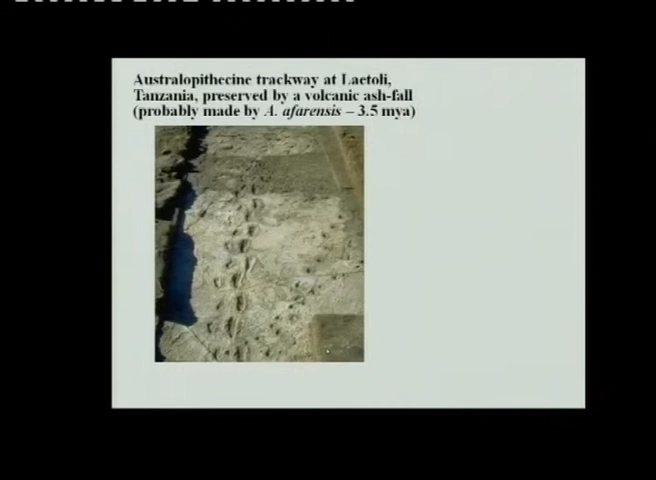 Australopithecine trackway at Laetoli,
Tanzania, preserved by a volcanic ash-fall
(probably made by A. afarensis – 3.5 mya)